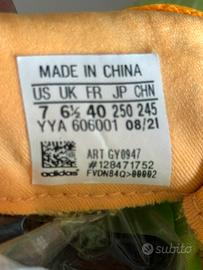 MADE IN CHINA
US UK FR JP CHN
7 6½ 40 250 245
YYA 606001 08/21
ART GY0947
#128471752
adidas FVDN84Q>00002
subito